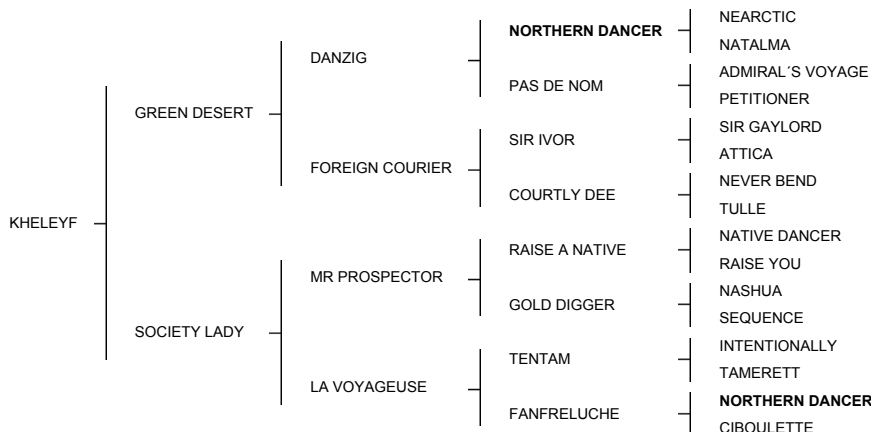 NEARCTIC
NORTHERN DANCER
NATALMA
DANZIG
ADMIRAL´S VOYAGE
PAS DE NOM
PETITIONER
GREEN DESERT
SIR GAYLORD
SIR IVOR
ATTICA
FOREIGN COURIER
NEVER BEND
COURTLY DEE
TULLE
KHELEYF
NATIVE DANCER
RAISE A NATIVE
RAISE YOU
MR PROSPECTOR
NASHUA
GOLD DIGGER
SEQUENCE
SOCIETY LADY
INTENTIONALLY
TENTAM
TAMERETT
LA VOYAGEUSE
NORTHERN DANCER
FANFRELUCHE
CIBOULETTE